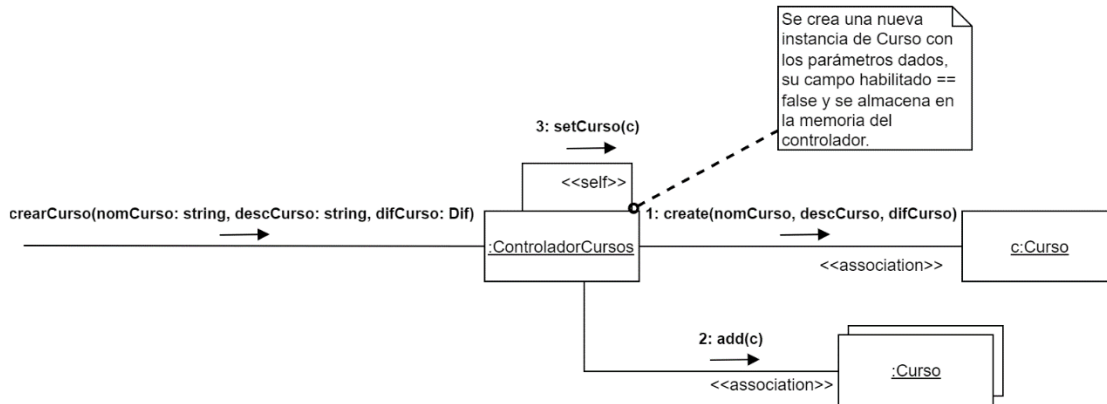 Se crea una nueva
instancia de Curso con
los parámetros dados,
su campo habilitado ==
false y se almacena en
la memoria del
controlador.
3: setCurso(c)
<<self>>
crearCurso(nomCurso: string, descCurso: string, difCurso: Dif)
1: create(nomCurso, descCurso, difCurso)
:ControladorCursos
c:Curso
<<association>>
2: add(c)
:Curso
<<association>>